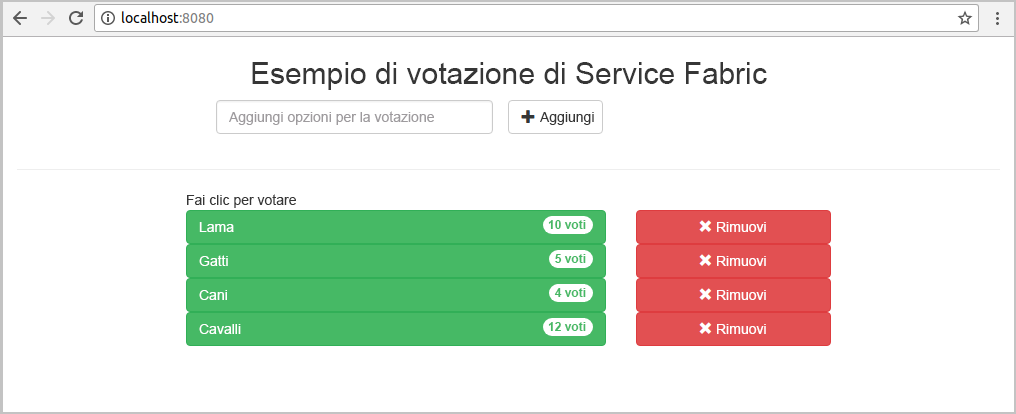 localhost:8080
Esempio di votazione di Service Fabric
Aggiungi opzioni per la votazione
Aggiungi
Fai clic per votare
Lama 10 voti Rimuovi
Gatti 5 voti Rimuovi
Cani 4 voti Rimuovi
Cavalli 12 voti Rimuovi